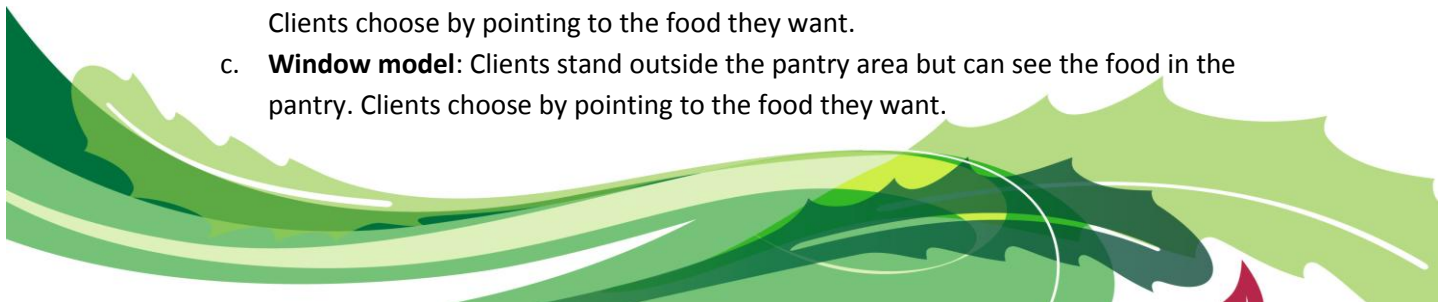 Clients choose by pointing to the food they want.
c. Window model: Clients stand outside the pantry area but can see the food in the
pantry. Clients choose by pointing to the food they want.